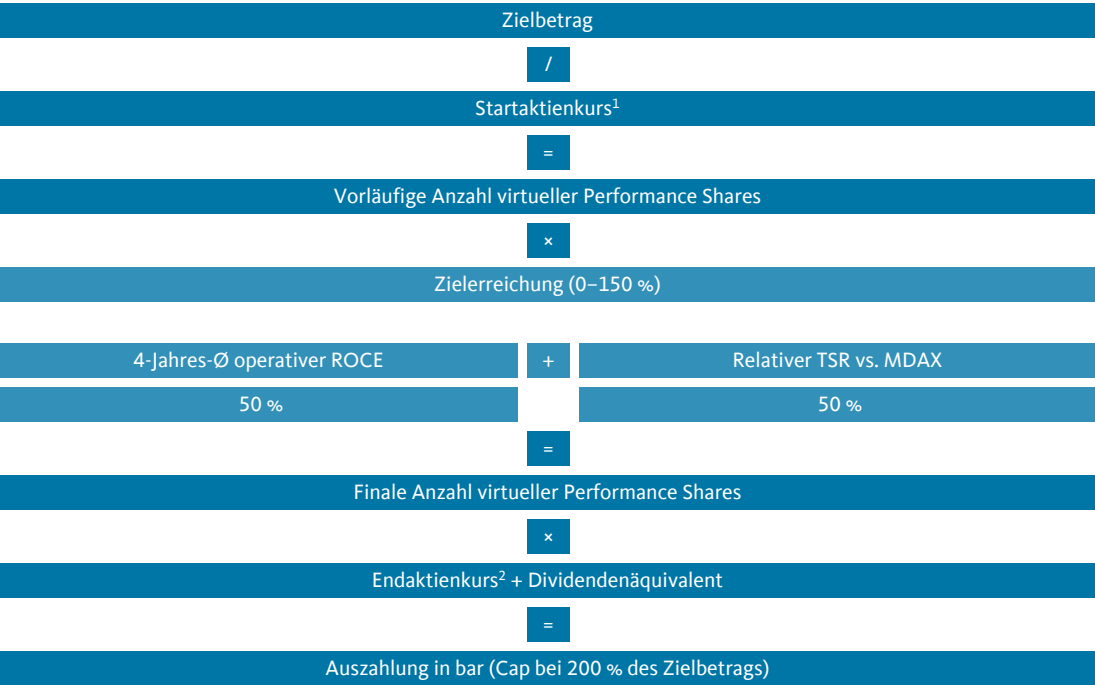 Zielbetrag
/
Startaktienkurs¹
=
Vorläufige Anzahl virtueller Performance Shares
×
Zielerreichung (0–150 %)
4-Jahres-Ø operativer ROCE + Relativer TSR vs. MDAX
50 % 50 %
=
Finale Anzahl virtueller Performance Shares
×
Endaktienkurs² + Dividendenäquivalent
=
Auszahlung in bar (Cap bei 200 % des Zielbetrags)